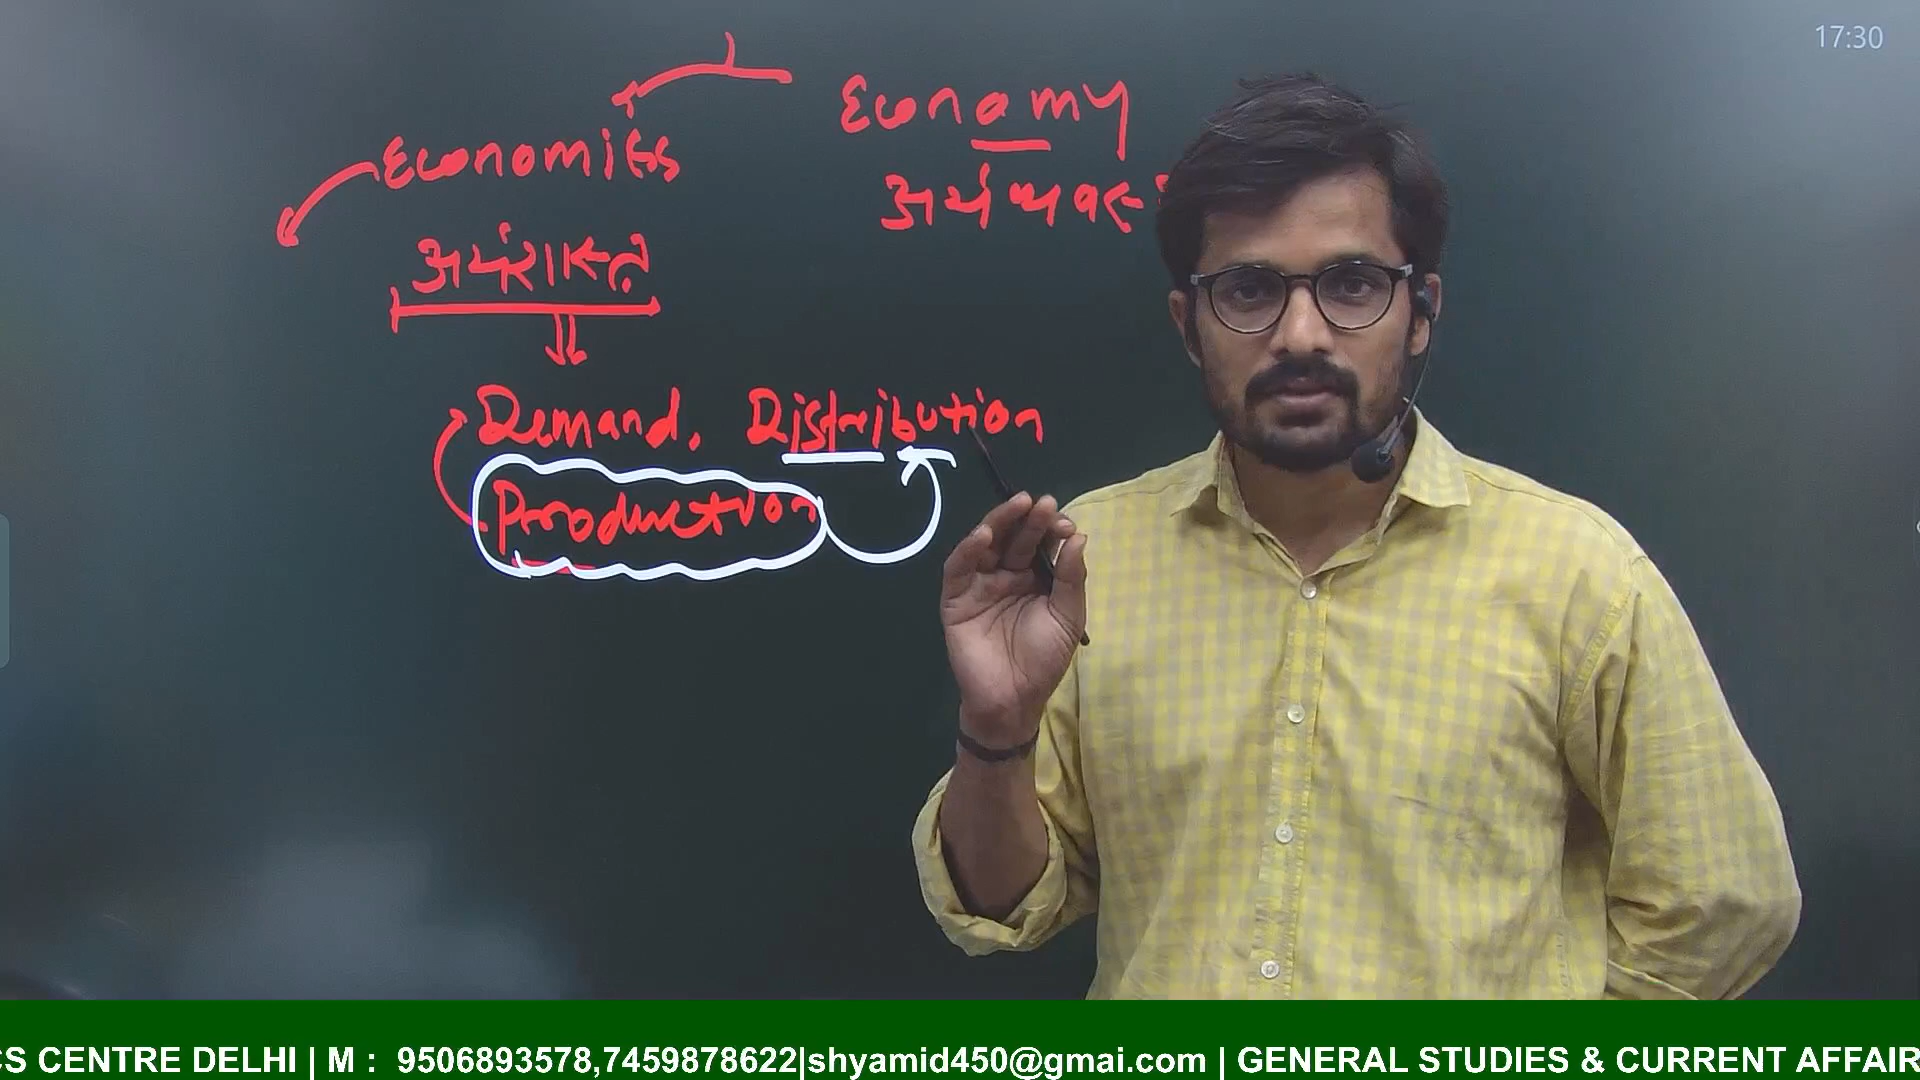 17:30
Economy
Economics
अर्थव्यवस्
अर्थशास्त्र
Demand, Distribution
Production
CS CENTRE DELHI | M : 9506893578,7459878622|shyamid450@gmai.com | GENERAL STUDIES & CURRENT AFFAIR